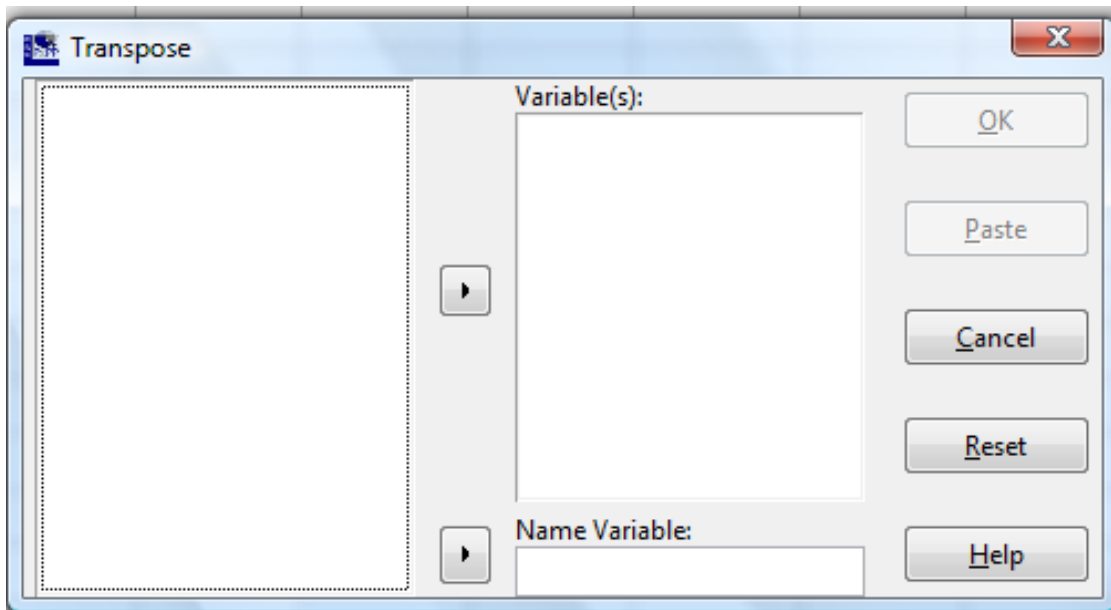 Transpose
Variable(s):
OK
Paste
Cancel
Reset
Name Variable:
Help